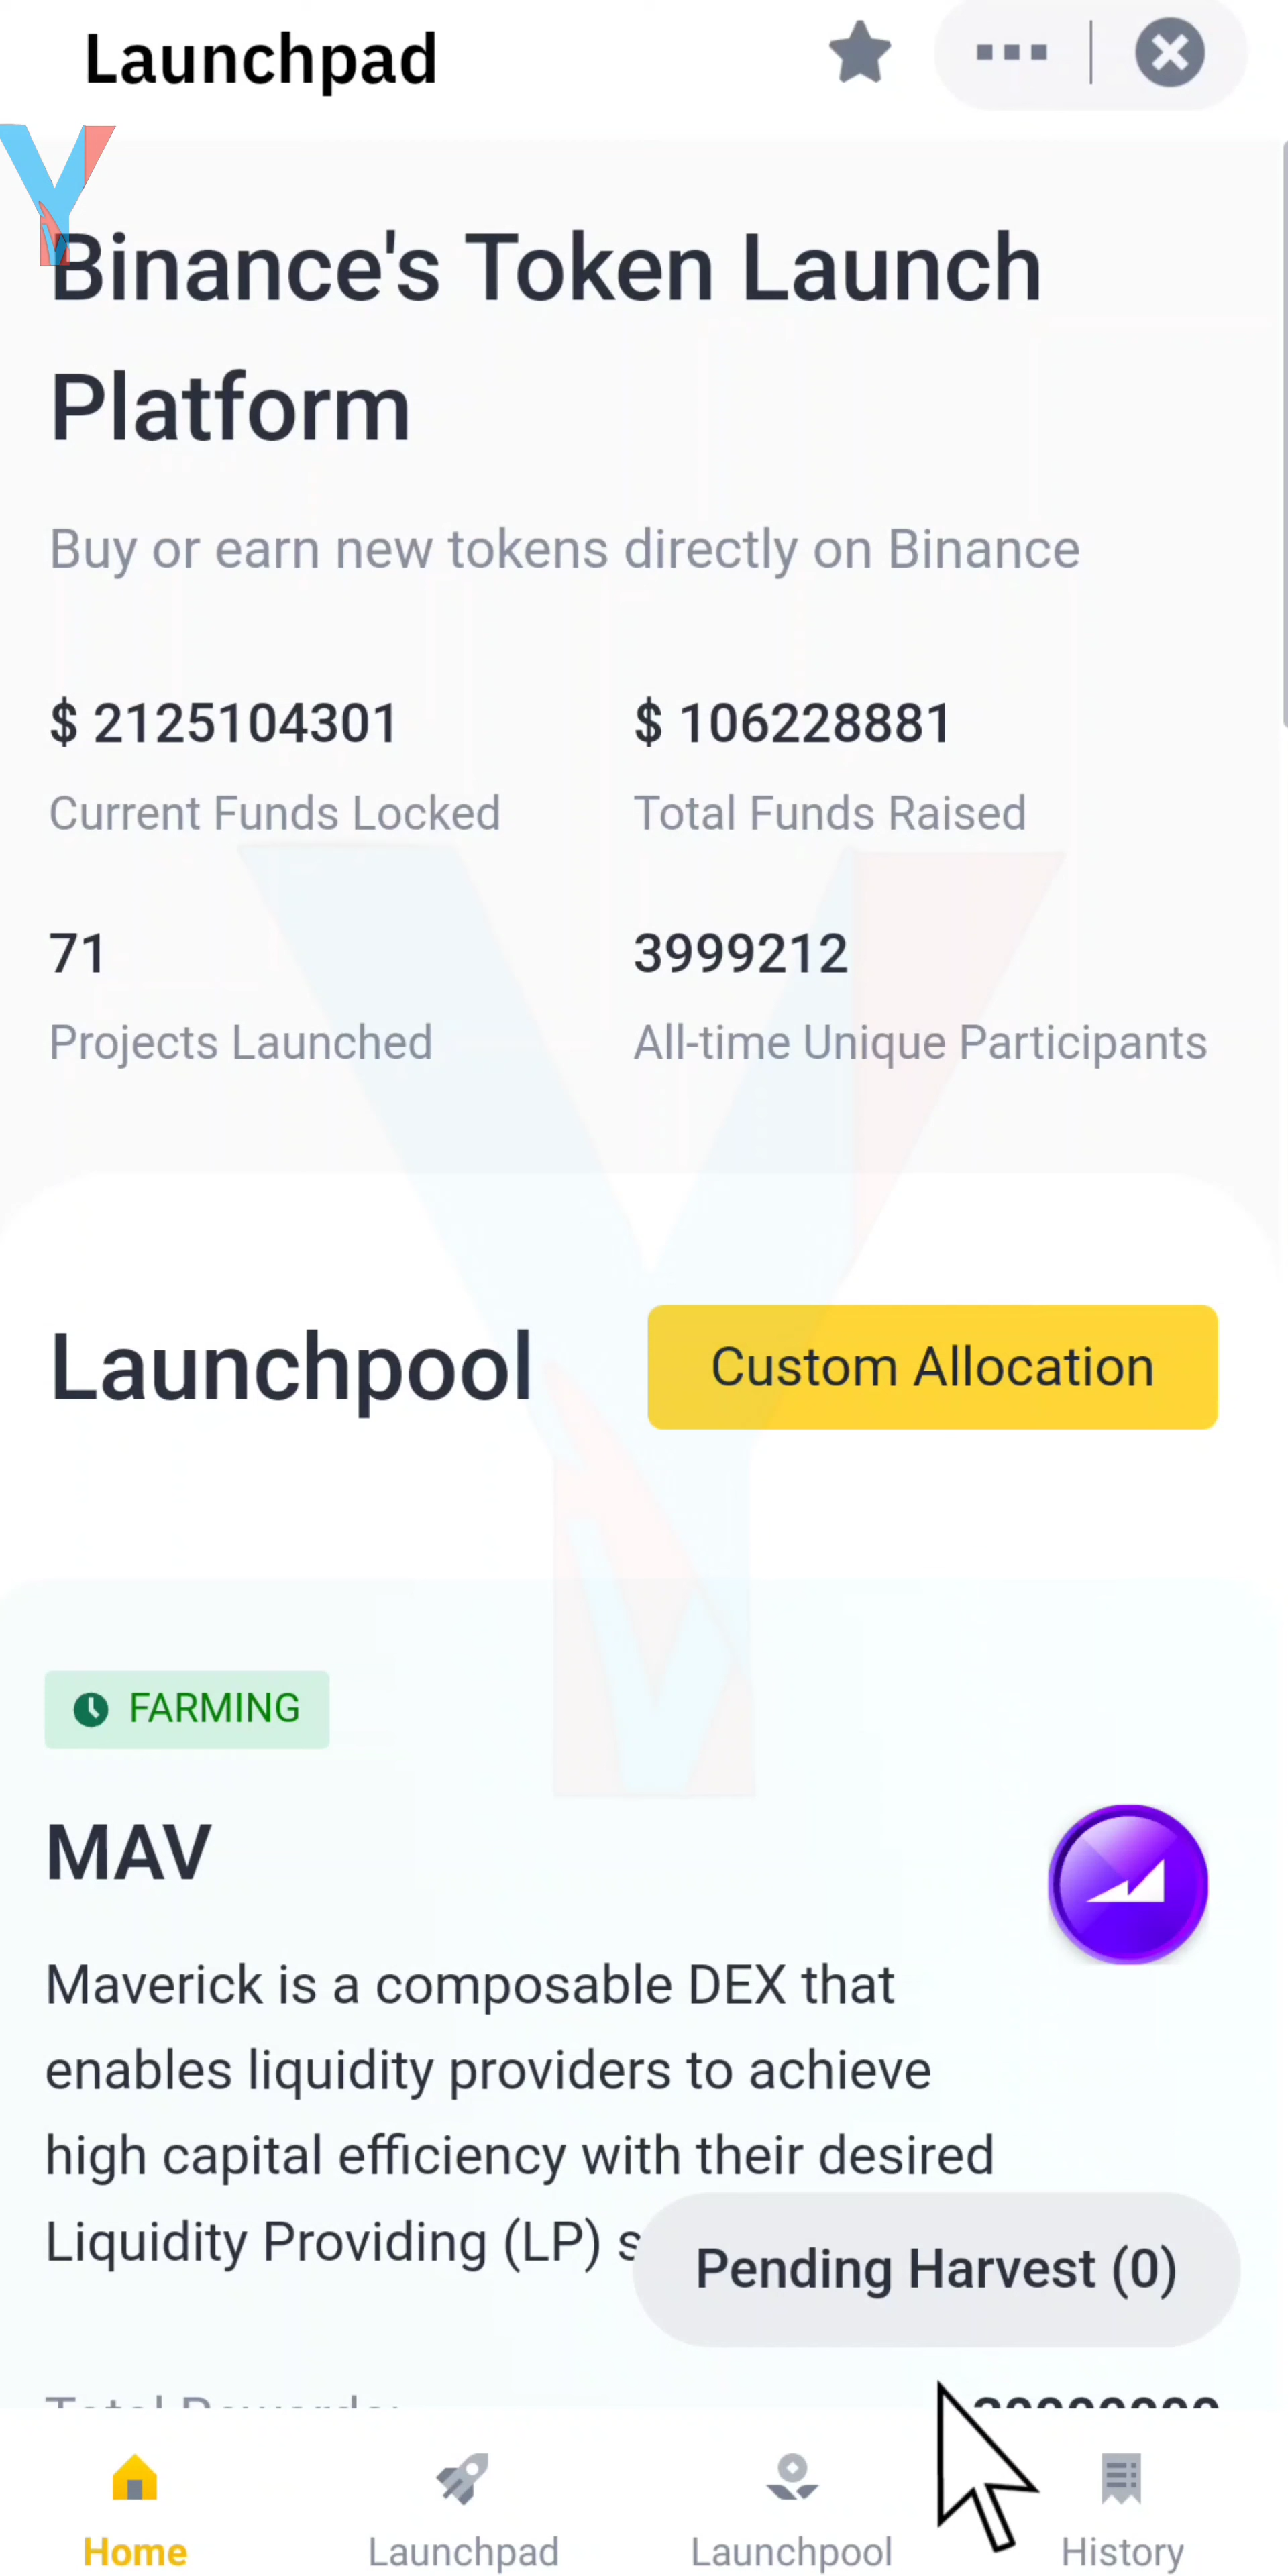 Launchpad
Binance's Token Launch
Platform
Buy or earn new tokens directly on Binance
$ 2125104301
$ 106228881
Current Funds Locked
Total Funds Raised
71
3999212
Projects Launched
All-time Unique Participants
Launchpool
Custom Allocation
FARMING
MAV
Maverick is a composable DEX that
enables liquidity providers to achieve
high capital efficiency with their desired
Liquidity Providing (LP) s
Pending Harvest (0)
Total Rewards:
Home
Launchpad
Launchpool
History